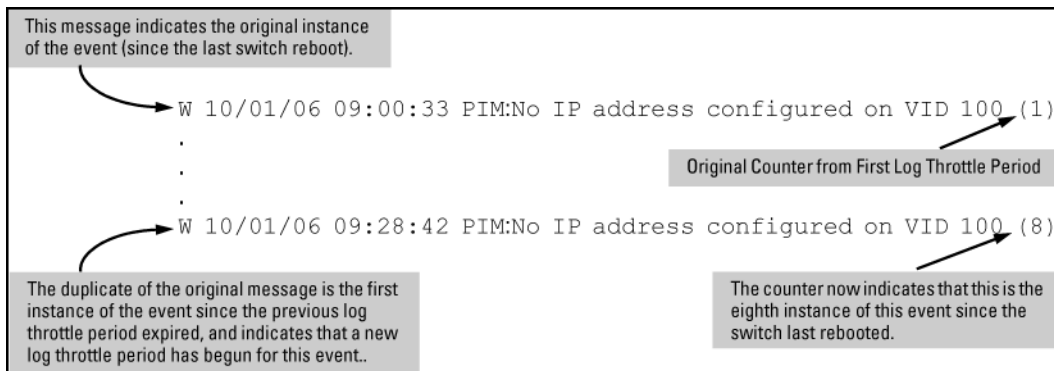 This message indicates the original instance
of the event (since the last switch reboot).
W 10/01/06 09:00:33 PIM:No IP address configured on VID 100 (1)
.
Original Counter from First Log Throttle Period
.
.
W 10/01/06 09:28:42 PIM:No IP address configured on VID 100 (8)
The duplicate of the original message is the first
instance of the event since the previous log
throttle period expired, and indicates that a new
log throttle period has begun for this event..
The counter now indicates that this is the
eighth instance of this event since the
switch last rebooted.